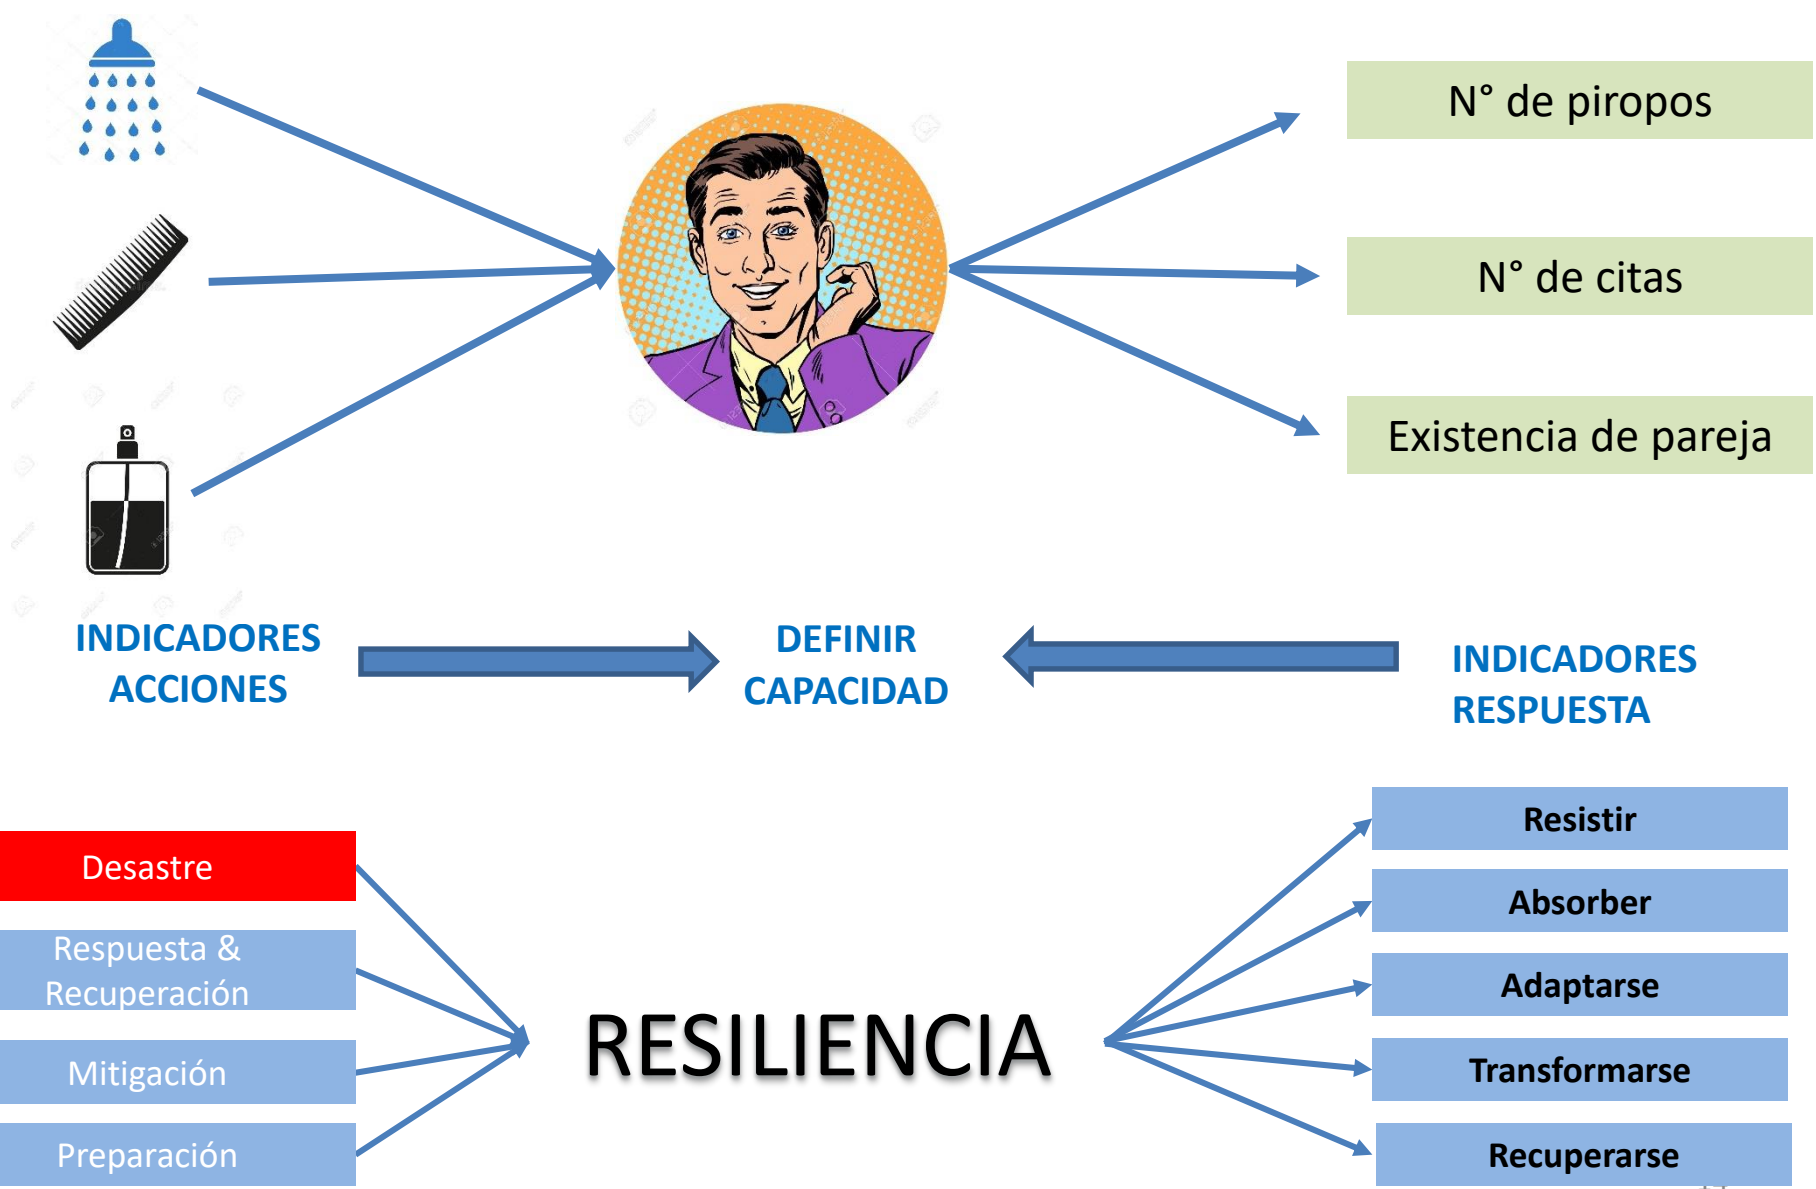 N° de piropos
N° de citas
Existencia de pareja
INDICADORES
ACCIONES
DEFINIR
CAPACIDAD
INDICADORES
RESPUESTA
Desastre
Respuesta &
Recuperación
Mitigación
Preparación
RESILIENCIA
Resistir
Absorber
Adaptarse
Transformarse
Recuperarse